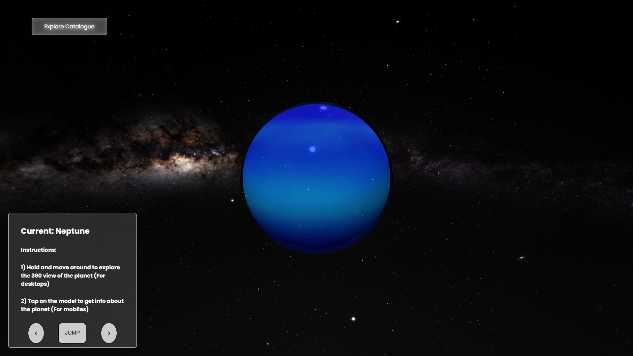 Explore Catalogue
Current: Neptune
Instructions:
1) Hold and move around to explore
the 360 view of the planet (For
desktops)
2) Tap on the model to get info about
the planet (For mobiles)
‹ JUMP ›